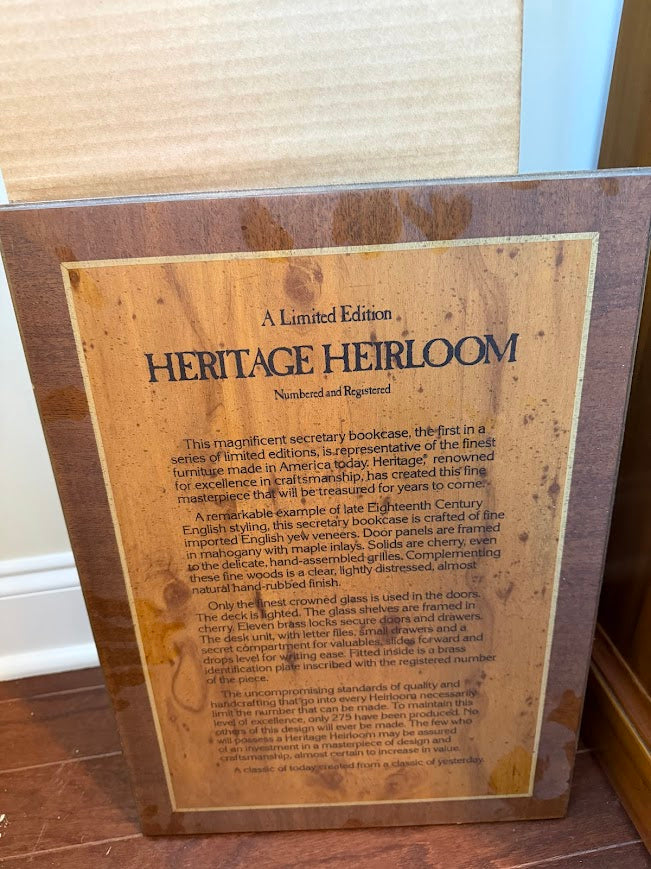 A Limited Edition
HERITAGE HEIRLOOM
Numbered and Registered
This magnificent secretary bookcase, the first in a
series of limited editions, is representative of the finest
furniture made in America today. Heritage,® renowned
for excellence in craftsmanship, has created this fine
masterpiece that will be treasured for years to come.
A remarkable example of late Eighteenth Century
English styling, this secretary bookcase is crafted of fine
imported English yew veneers. Door panels are framed
in mahogany with maple inlays. Solids are cherry, even
to the delicate, hand-assembled grilles. Complementing
these fine woods is a clear, lightly distressed, almost
natural hand-rubbed finish.
Only the finest crowned glass is used in the doors.
The deck is lighted. The glass shelves are framed in
cherry. Eleven brass locks secure doors and drawers.
The desk unit, with letter files, small drawers and a
secret compartment for valuables, slides forward and
drops level for writing ease. Fitted inside is a brass
identification plate inscribed with the registered number
of the piece.
The uncompromising standards of quality and
handcrafting that go into every Heirloom necessarily
limit the number that can be made. To maintain this
level of excellence, only 275 have been produced. No
others of this design will ever be made. The few who
will possess a Heritage Heirloom may be assured
of an investment in a masterpiece of design and
craftsmanship, almost certain to increase in value.
A classic of today created from a classic of yesterday.